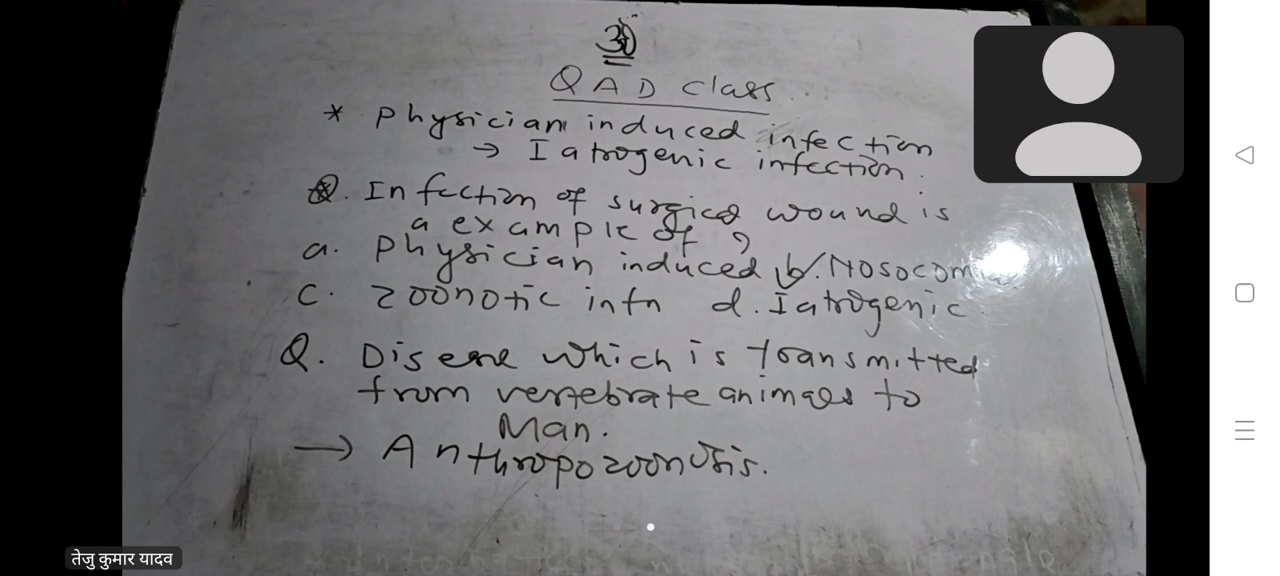 30
QAD class
* Physician induced infection
→ Iatrogenic infection.
Q. Infection of surgical wound is
a example of,
a. Physician induced b. Nosocom
c. zoonotic infn d. Iatrogenic
Q. Disease which is transmitted
from vertebrate animals to
Man.
→ Anthropozoonosis.
तेजु कुमार यादव